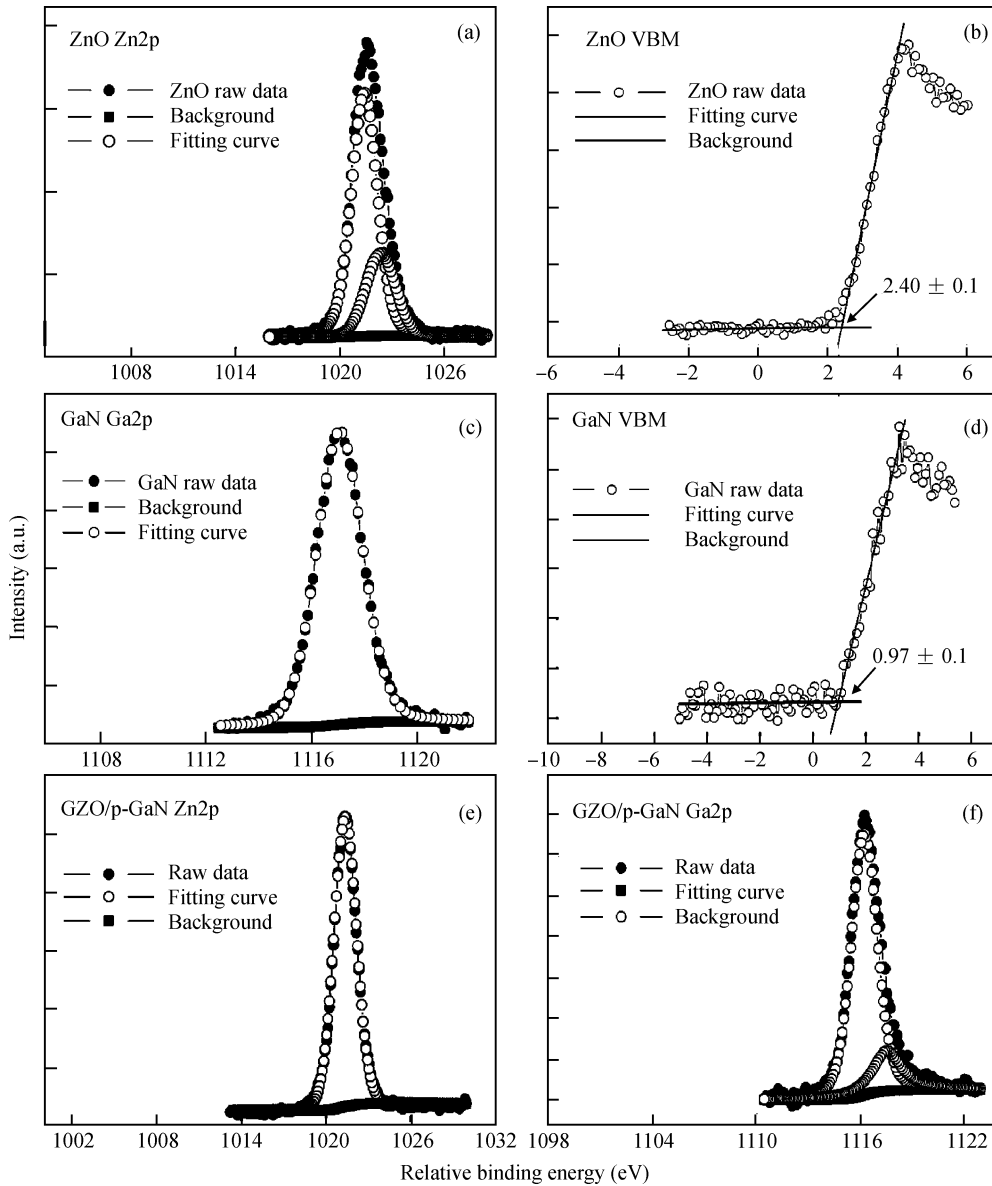 ZnO Zn2p
(a)
ZnO raw data
Background
Fitting curve
1008 1014 1020 1026
ZnO VBM
(b)
ZnO raw data
Fitting curve
Background
2.40 ± 0.1
−6 −4 −2 0 2 4 6
GaN Ga2p
(c)
GaN raw data
Background
Fitting curve
1108 1112 1116 1120
GaN VBM
(d)
GaN raw data
Fitting curve
Background
0.97 ± 0.1
−10 −8 −6 −4 −2 0 2 4 6
Intensity (a.u.)
GZO/p-GaN Zn2p
(e)
Raw data
Fitting curve
Background
1002 1008 1014 1020 1026 1032
GZO/p-GaN Ga2p
(f)
Raw data
Fitting curve
Background
1098 1104 1110 1116 1122
Relative binding energy (eV)